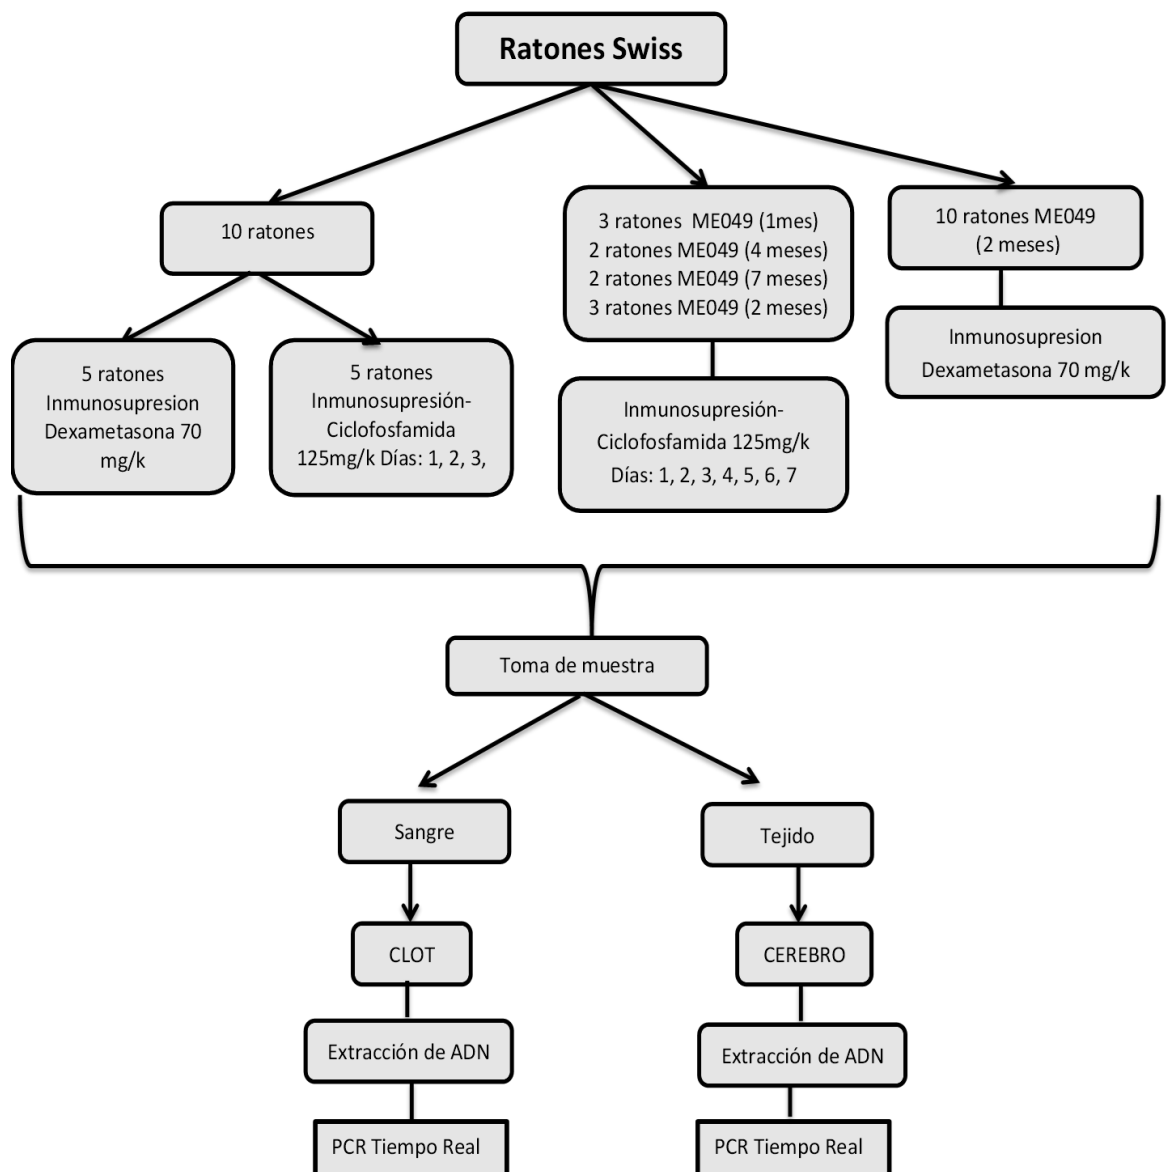 Ratones Swiss
10 ratones
3 ratones ME049 (1mes)
2 ratones ME049 (4 meses)
2 ratones ME049 (7 meses)
3 ratones ME049 (2 meses)
10 ratones ME049
(2 meses)
5 ratones
Inmunosupresion
Dexametasona 70
mg/k
5 ratones
Inmunosupresión-
Ciclofosfamida
125mg/k Días: 1, 2, 3,
Inmunosupresión-
Ciclofosfamida 125mg/k
Días: 1, 2, 3, 4, 5, 6, 7
Inmunosupresion
Dexametasona 70 mg/k
Toma de muestra
Sangre
Tejido
CLOT
CEREBRO
Extracción de ADN
Extracción de ADN
PCR Tiempo Real
PCR Tiempo Real